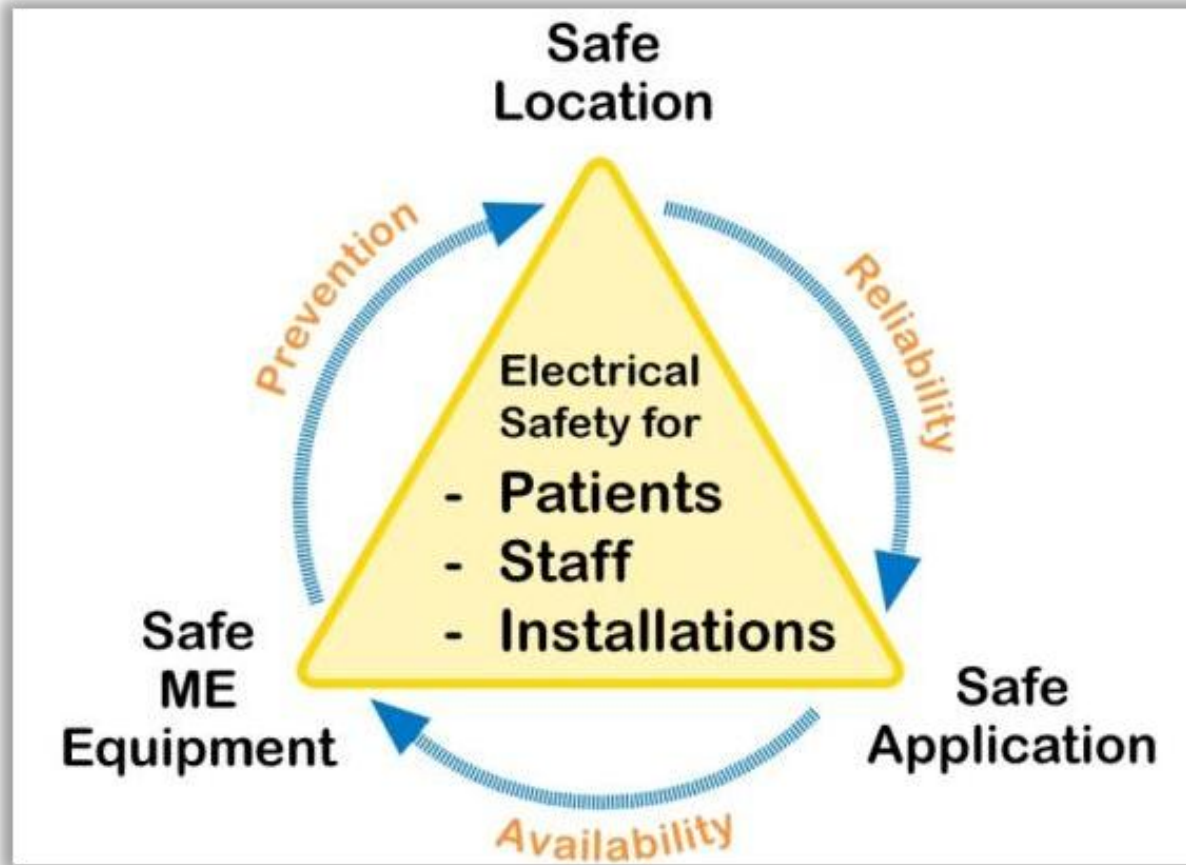 Safe
Location
Prevention
Reliability
Electrical
Safety for
- Patients
- Staff
- Installations
Safe
ME
Equipment
Safe
Application
Availability